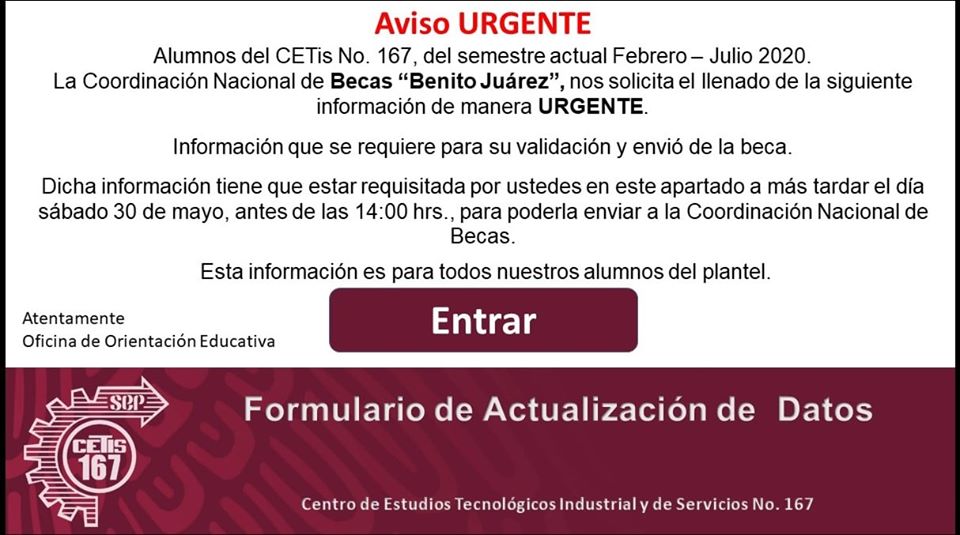 Aviso URGENTE
Alumnos del CETis No. 167, del semestre actual Febrero – Julio 2020.
La Coordinación Nacional de Becas “Benito Juárez”, nos solicita el llenado de la siguiente
información de manera URGENTE.
Información que se requiere para su validación y envió de la beca.
Dicha información tiene que estar requisitada por ustedes en este apartado a más tardar el día
sábado 30 de mayo, antes de las 14:00 hrs., para poderla enviar a la Coordinación Nacional de
Becas.
Esta información es para todos nuestros alumnos del plantel.
Atentamente
Oficina de Orientación Educativa
Entrar
SEP
CETis
167
Formulario de Actualización de Datos
Centro de Estudios Tecnológicos Industrial y de Servicios No. 167